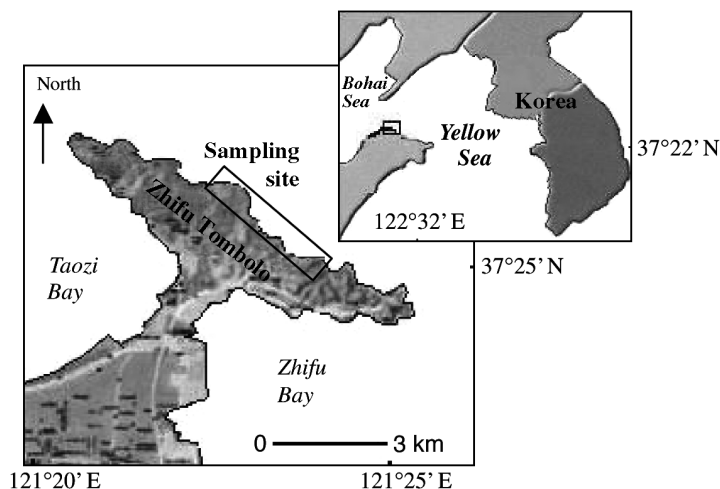 North
Sampling
site
Zhifu Tombolo
Taozi
Bay
Zhifu
Bay
0 3 km
121°20' E
121°25' E
37°25' N
Bohai
Sea
Korea
Yellow
Sea
122°32' E
37°22' N